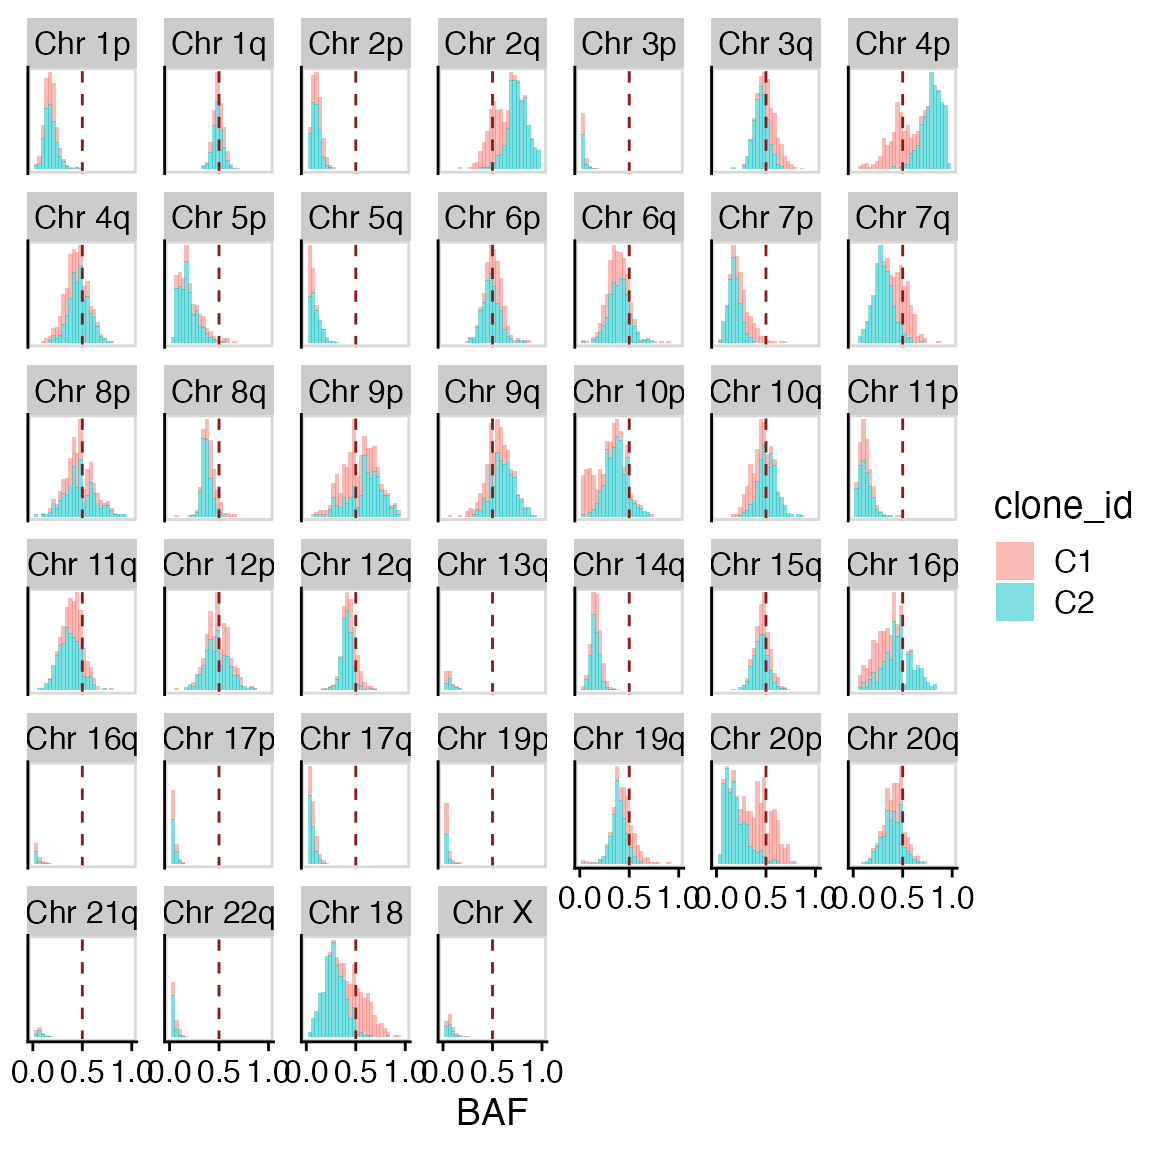 Chr 1p Chr 1q Chr 2p Chr 2q Chr 3p Chr 3q Chr 4p
Chr 4q Chr 5p Chr 5q Chr 6p Chr 6q Chr 7p Chr 7q
Chr 8p Chr 8q Chr 9p Chr 9q Chr 10p Chr 10q Chr 11p
clone_id
C1
C2
Chr 11q Chr 12p Chr 12q Chr 13q Chr 14q Chr 15q Chr 16p
Chr 16q Chr 17p Chr 17q Chr 19p Chr 19q Chr 20p Chr 20q
0.0 0.5 1.0 0.0 0.5 1.0 0.0 0.5 1.0
Chr 21q Chr 22q Chr 18 Chr X
0.0 0.5 1.0 0.0 0.5 1.0 0.0 0.5 1.0 0.0 0.5 1.0
BAF